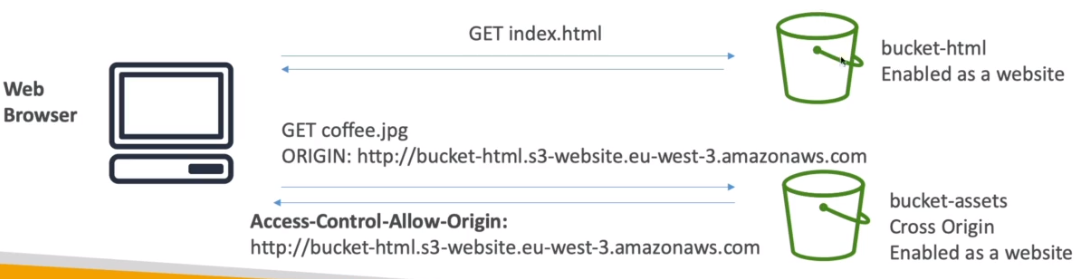 GET index.html
bucket-html
Enabled as a website
Web
Browser
GET coffee.jpg
ORIGIN: http://bucket-html.s3-website.eu-west-3.amazonaws.com
Access-Control-Allow-Origin:
http://bucket-html.s3-website.eu-west-3.amazonaws.com
bucket-assets
Cross Origin
Enabled as a website